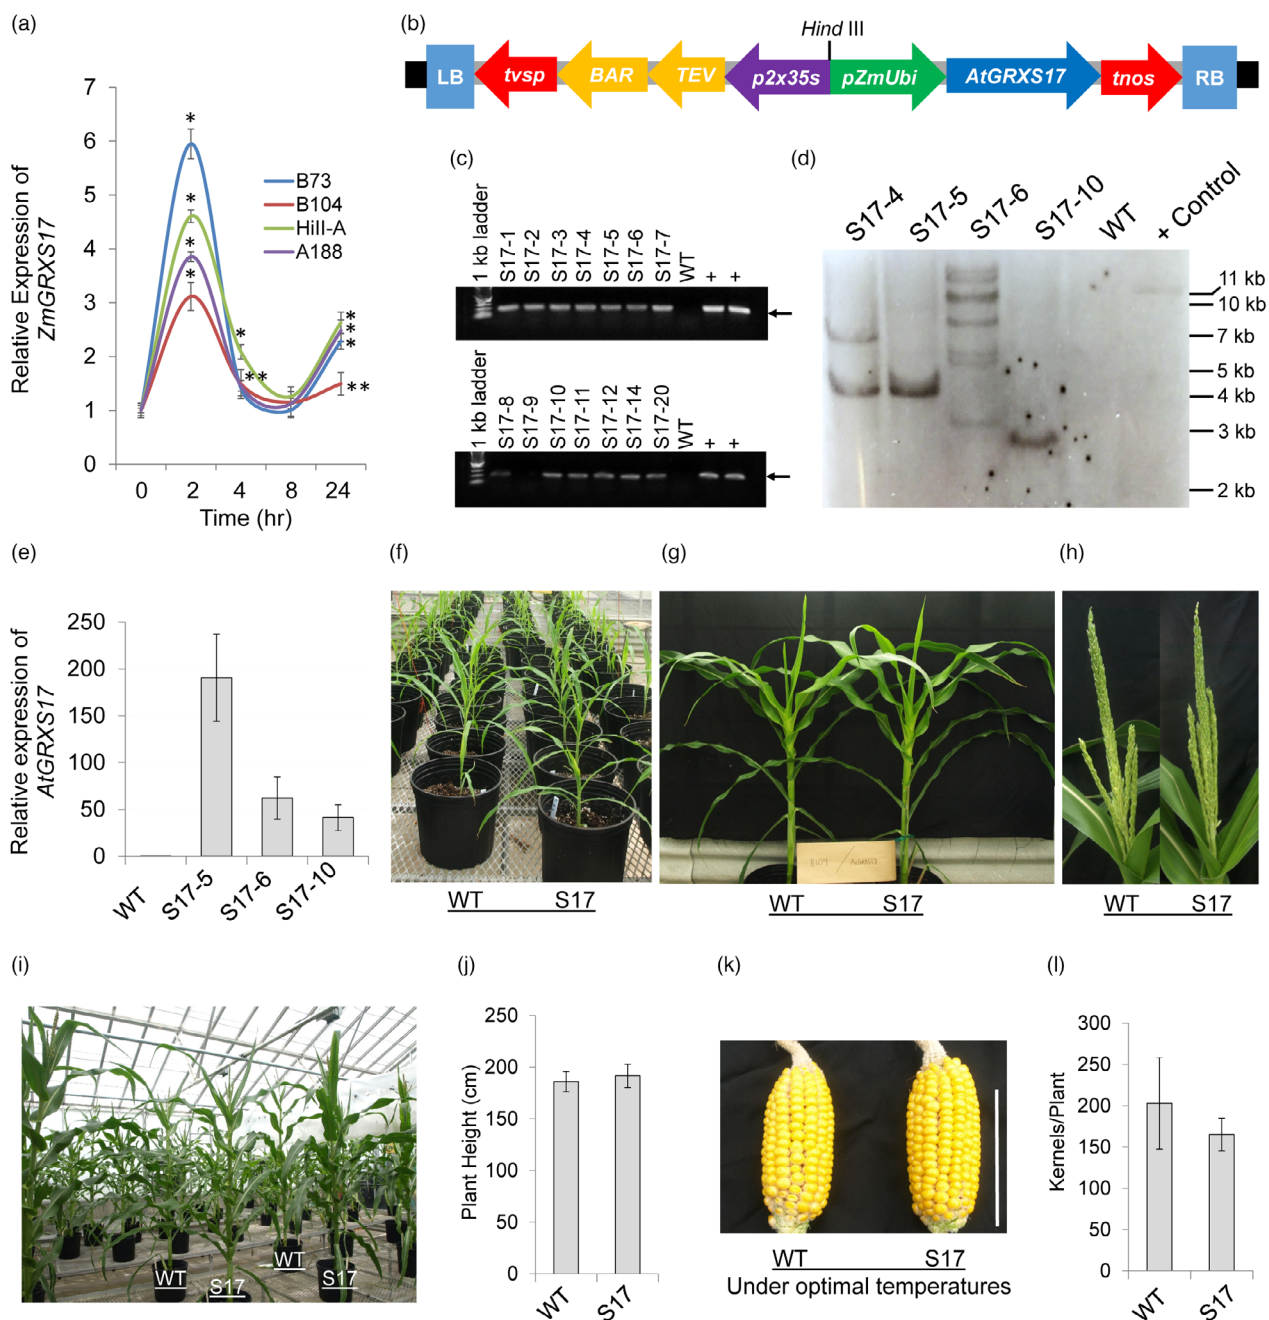 (a)
Relative Expression of
ZmGRXS17
7
6
5
4
3
2
1
0
*
*
*
*
*
**
*
*
*
**
B73
B104
HiII-A
A188
0 2 4 8 24
Time (hr)
(b)
Hind III
LB tvsp BAR TEV p2x35s pZmUbi AtGRXS17 tnos RB
(c)
1 kb ladder S17-1 S17-2 S17-3 S17-4 S17-5 S17-6 S17-7 WT + +
1 kb ladder S17-8 S17-9 S17-10 S17-11 S17-12 S17-14 S17-20 WT + +
(d)
S17-4 S17-5 S17-6 S17-10 WT + Control
11 kb
10 kb
7 kb
5 kb
4 kb
3 kb
2 kb
(e)
Relative expression of
AtGRXS17
250
200
150
100
50
0
WT S17-5 S17-6 S17-10
(f)
WT S17
(g)
WT S17
(h)
WT S17
(i)
WT S17 WT S17
(j)
Plant Height (cm)
250
200
150
100
50
0
WT S17
(k)
WT S17
Under optimal temperatures
(l)
Kernels/Plant
300
250
200
150
100
50
0
WT S17